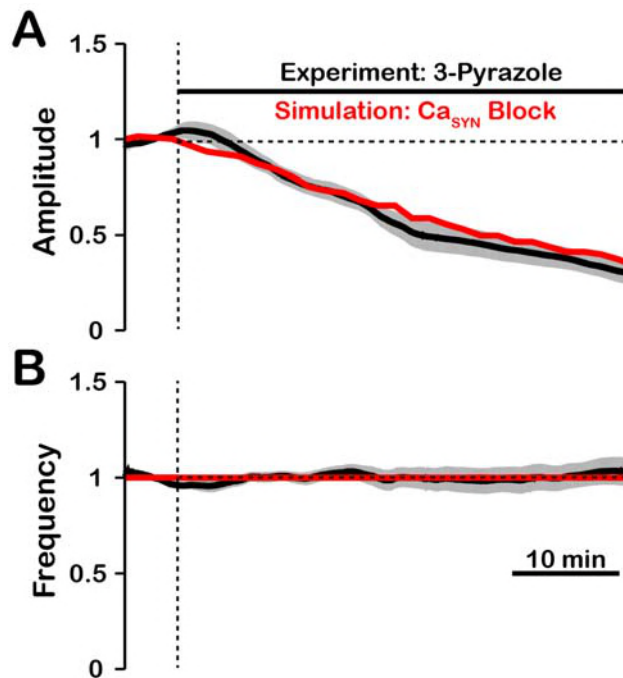 A
Amplitude
1.5
1
0.5
0
Experiment: 3-Pyrazole
Simulation: CaSYN Block
B
Frequency
1.5
1
0.5
0
10 min